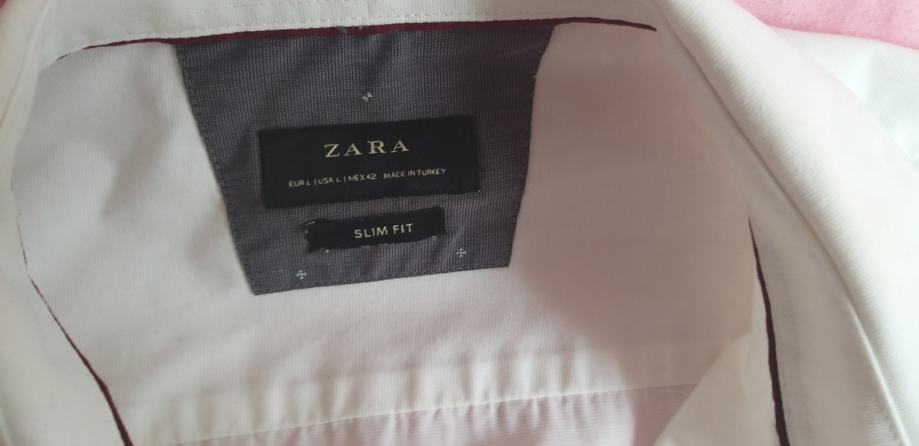 ZARA
EUR L | USA L | MEX 42 MADE IN TURKEY
SLIM FIT